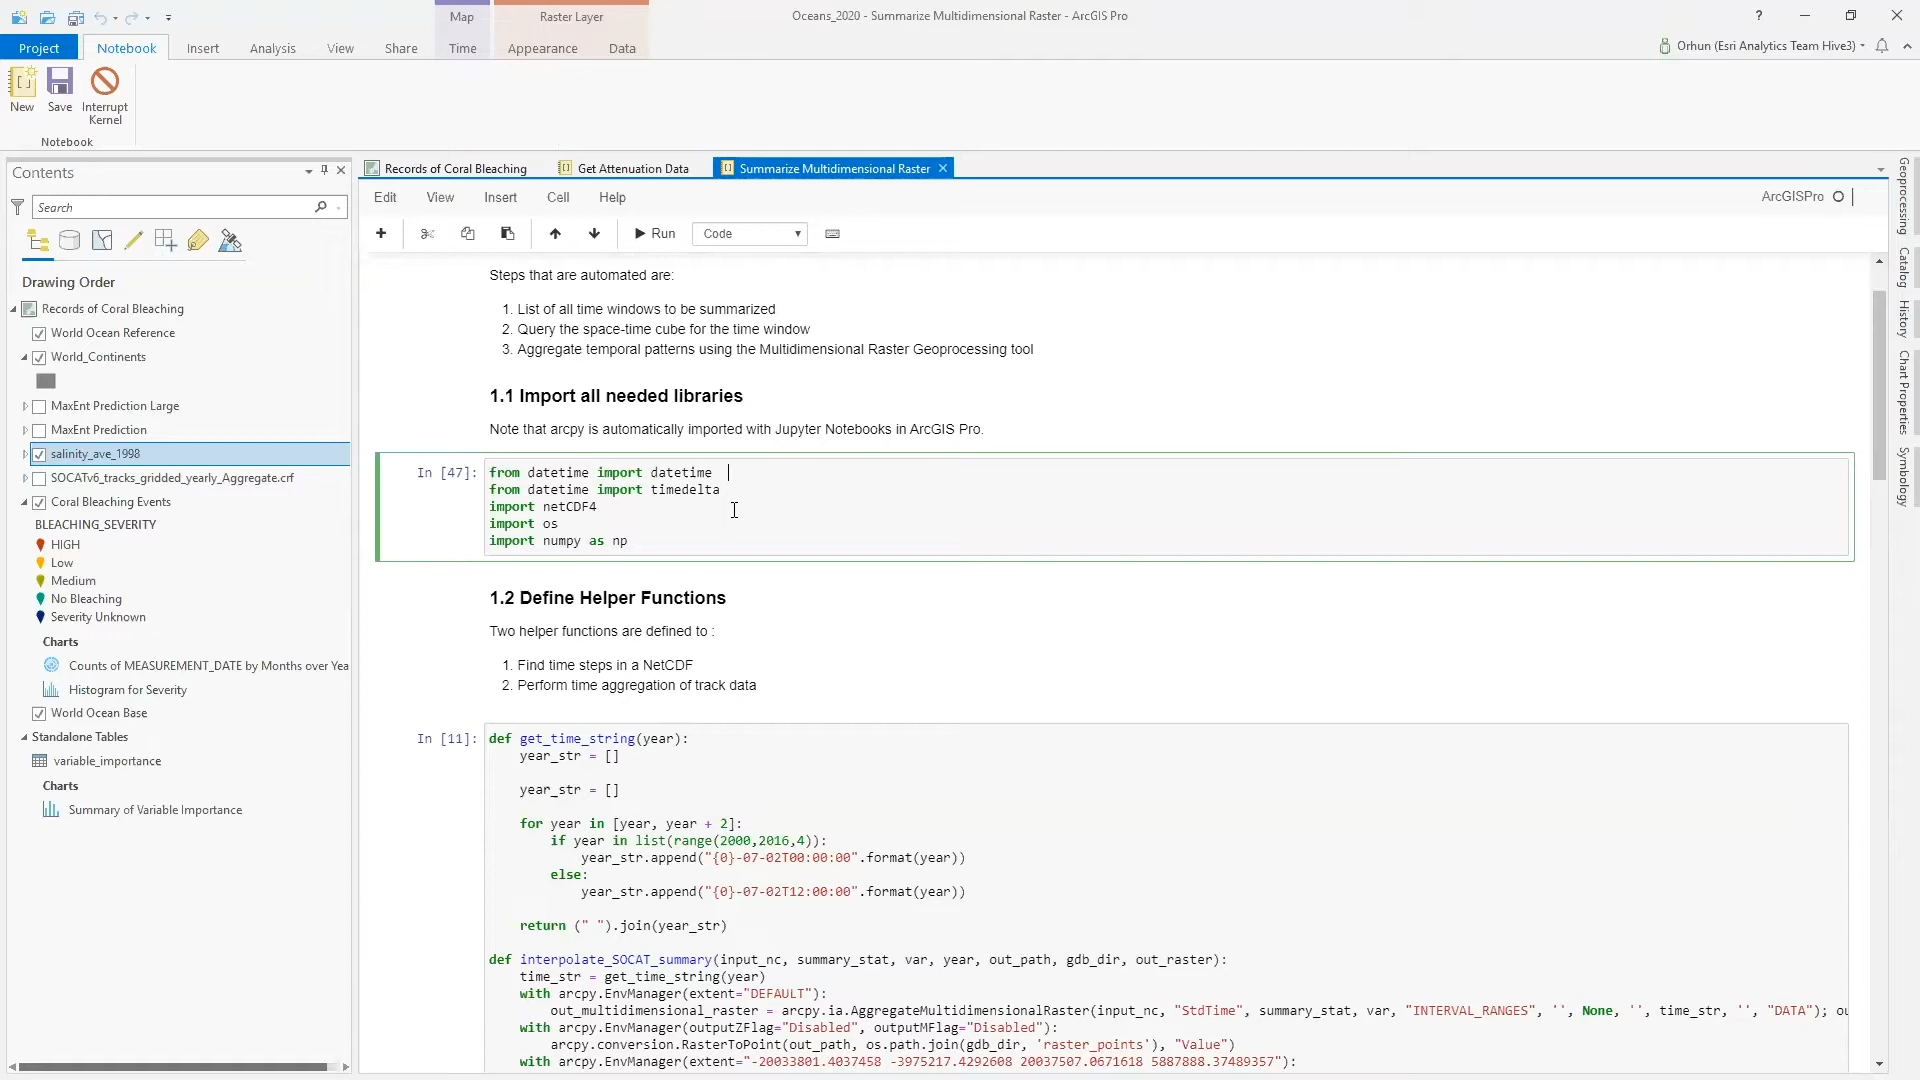 Map
Raster Layer
Oceans_2020 - Summarize Multidimensional Raster - ArcGIS Pro
?
Project
Notebook
Insert
Analysis
View
Share
Time
Appearance
Data
Orhun (Esri Analytics Team Hive3)
New
Save
Interrupt
Kernel
Notebook
Contents
Search
Drawing Order
Records of Coral Bleaching
World Ocean Reference
World_Continents
MaxEnt Prediction Large
MaxEnt Prediction
salinity_ave_1998
SOCATv6_tracks_gridded_yearly_Aggregate.crf
Coral Bleaching Events
BLEACHING_SEVERITY
HIGH
Low
Medium
No Bleaching
Severity Unknown
Charts
Counts of MEASUREMENT_DATE by Months over Yea
Histogram for Severity
World Ocean Base
Standalone Tables
variable_importance
Charts
Summary of Variable Importance
Records of Coral Bleaching
Get Attenuation Data
Summarize Multidimensional Raster
Edit
View
Insert
Cell
Help
ArcGISPro
Run
Code
Steps that are automated are:
1. List of all time windows to be summarized
2. Query the space-time cube for the time window
3. Aggregate temporal patterns using the Multidimensional Raster Geoprocessing tool
1.1 Import all needed libraries
Note that arcpy is automatically imported with Jupyter Notebooks in ArcGIS Pro.
In [47]:
from datetime import datetime
from datetime import timedelta
import netCDF4
import os
import numpy as np
1.2 Define Helper Functions
Two helper functions are defined to :
1. Find time steps in a NetCDF
2. Perform time aggregation of track data
In [11]:
def get_time_string(year):
year_str = []
year_str = []
for year in [year, year + 2]:
if year in list(range(2000,2016,4)):
year_str.append("{0}-07-02T00:00:00".format(year))
else:
year_str.append("{0}-07-02T12:00:00".format(year))
return (" ").join(year_str)
def interpolate_SOCAT_summary(input_nc, summary_stat, var, year, out_path, gdb_dir, out_raster):
time_str = get_time_string(year)
with arcpy.EnvManager(extent="DEFAULT"):
out_multidimensional_raster = arcpy.ia.AggregateMultidimensionalRaster(input_nc, "StdTime", summary_stat, var, "INTERVAL_RANGES", '', None, '', time_str, '', "DATA"); ou
with arcpy.EnvManager(outputZFlag="Disabled", outputMFlag="Disabled"):
arcpy.conversion.RasterToPoint(out_path, os.path.join(gdb_dir, 'raster_points'), "Value")
with arcpy.EnvManager(extent="-20033801.4037458 -3975217.4292608 20037507.0671618 5887888.37489357"):
Geoprocessing
Catalog
History
Chart Properties
Symbology